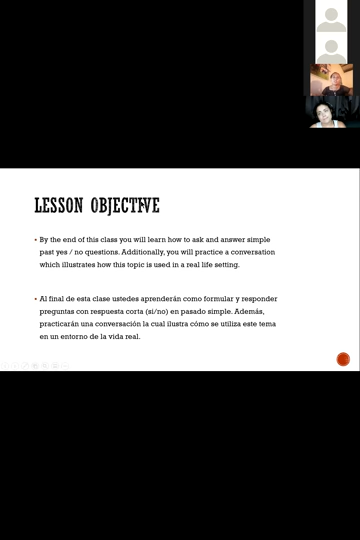 LESSON OBJECTIVE
By the end of this class you will learn how to ask and answer simple
past yes / no questions. Additionally, you will practice a conversation
which illustrates how this topic is used in a real life setting.
Al final de esta clase ustedes aprenderán como formular y responder
preguntas con respuesta corta (si/no) en pasado simple. Además,
practicarán una conversación la cual ilustra cómo se utiliza este tema
en un entorno de la vida real.